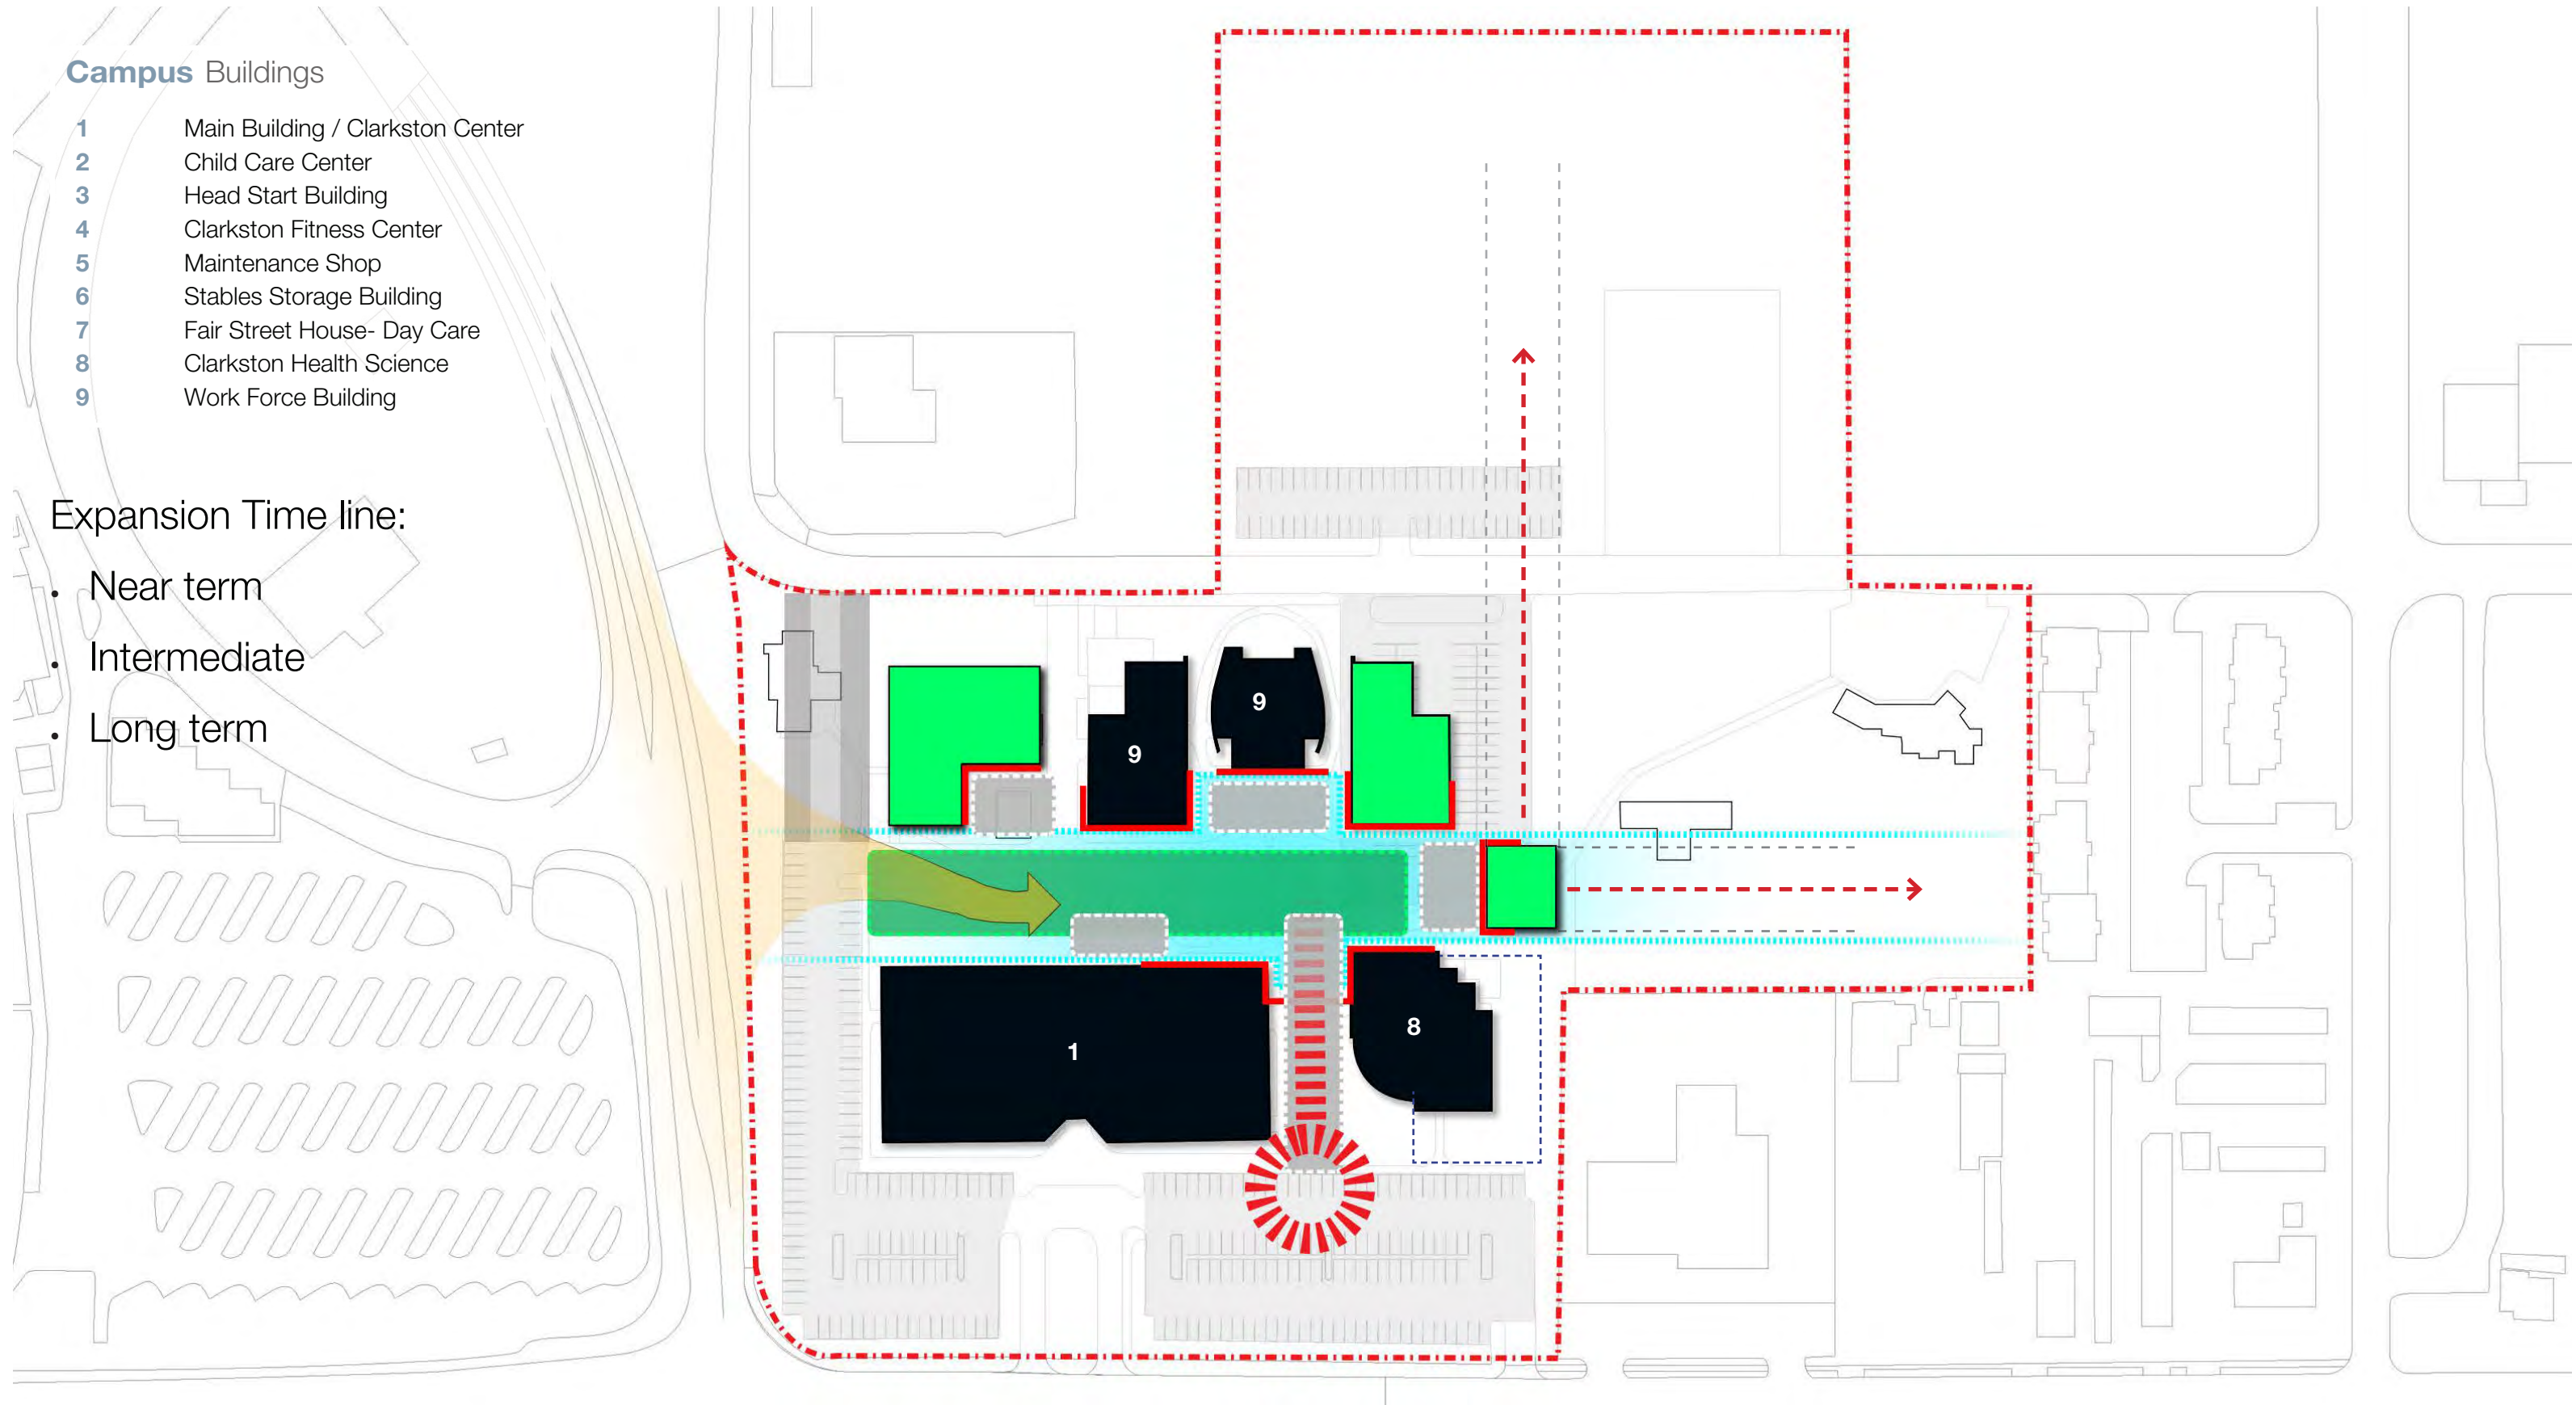 Campus Buildings
1 Main Building / Clarkston Center
2 Child Care Center
3 Head Start Building
4 Clarkston Fitness Center
5 Maintenance Shop
6 Stables Storage Building
7 Fair Street House- Day Care
8 Clarkston Health Science
9 Work Force Building
Expansion Time line:
. Near term
. Intermediate
. Long term
9
9
8
1